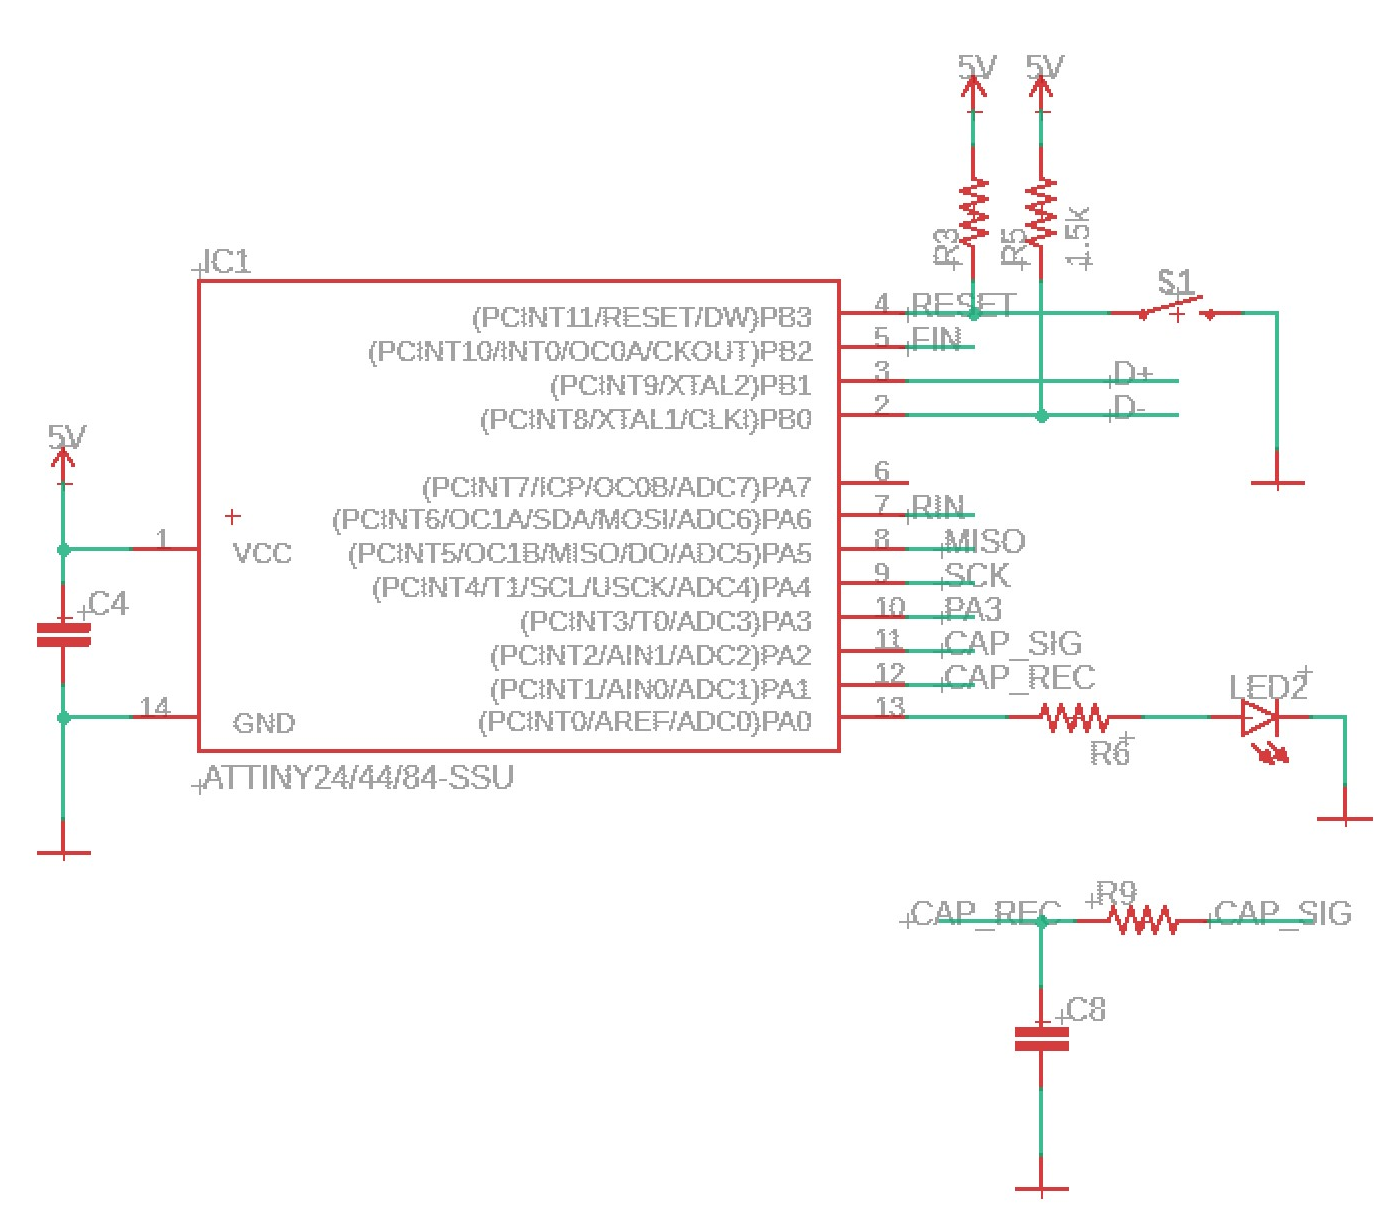 5V 5V
R3 R5 1.5k
IC1
S1
(PCINT11/RESET/DW)PB3 4 RESET
(PCINT10/INT0/OC0A/CKOUT)PB2 5 FIN
(PCINT9/XTAL2)PB1 3 D+
(PCINT8/XTAL1/CLKI)PB0 2 D-
5V
(PCINT7/ICP/OC0B/ADC7)PA7 6
(PCINT6/OC1A/SDA/MOSI/ADC6)PA6 7 RIN
1 VCC (PCINT5/OC1B/MISO/DO/ADC5)PA5 8 MISO
(PCINT4/T1/SCL/USCK/ADC4)PA4 9 SCK
C4 (PCINT3/T0/ADC3)PA3 10 PA3
(PCINT2/AIN1/ADC2)PA2 11 CAP_SIG
(PCINT1/AIN0/ADC1)PA1 12 CAP_REC LED2
14 GND (PCINT0/AREF/ADC0)PA0 13
R6
ATTINY24/44/84-SSU
R9
CAP_REC CAP_SIG
C8